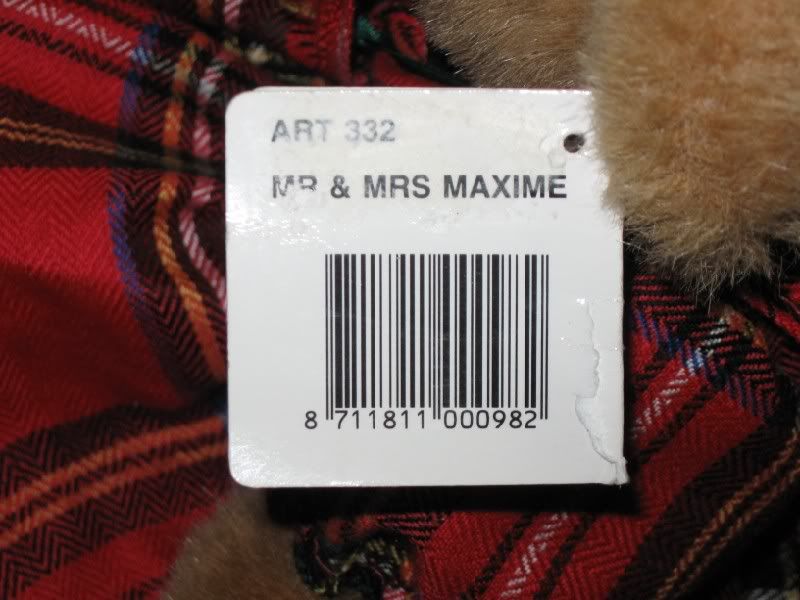 ART 332
MR & MRS MAXIME
8 711811 000982